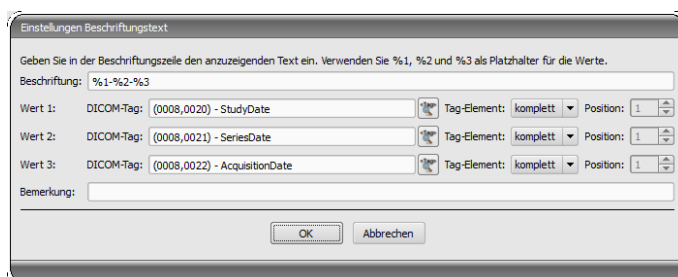 Einstellungen Beschriftungstext
Geben Sie in der Beschriftungszeile den anzuzeigenden Text ein. Verwenden Sie %1, %2 und %3 als Platzhalter für die Werte.
Beschriftung: %1-%2-%3
Wert 1: DICOM-Tag: (0008,0020) - StudyDate Tag-Element: komplett Position: 1
Wert 2: DICOM-Tag: (0008,0021) - SeriesDate Tag-Element: komplett Position: 1
Wert 3: DICOM-Tag: (0008,0022) - AcquisitionDate Tag-Element: komplett Position: 1
Bemerkung:
OK Abbrechen